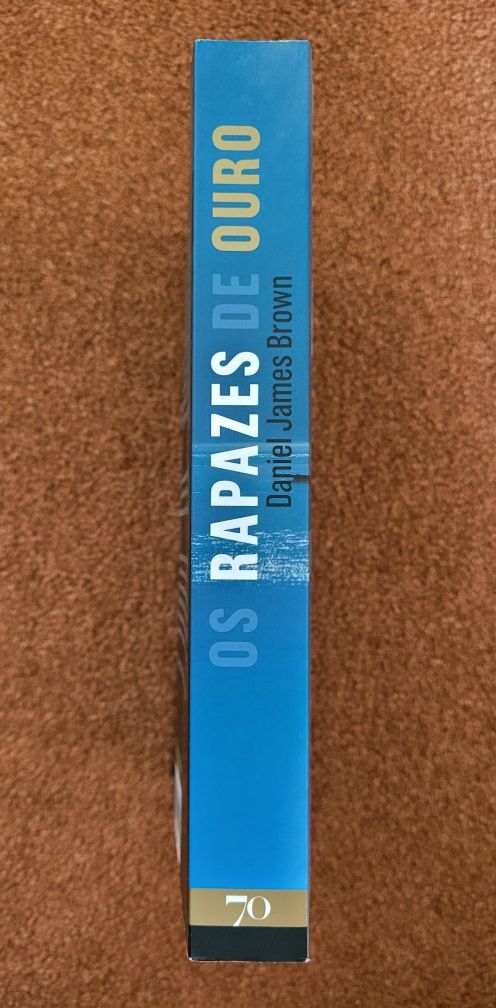 OS RAPAZES DE OURO
Daniel James Brown
70